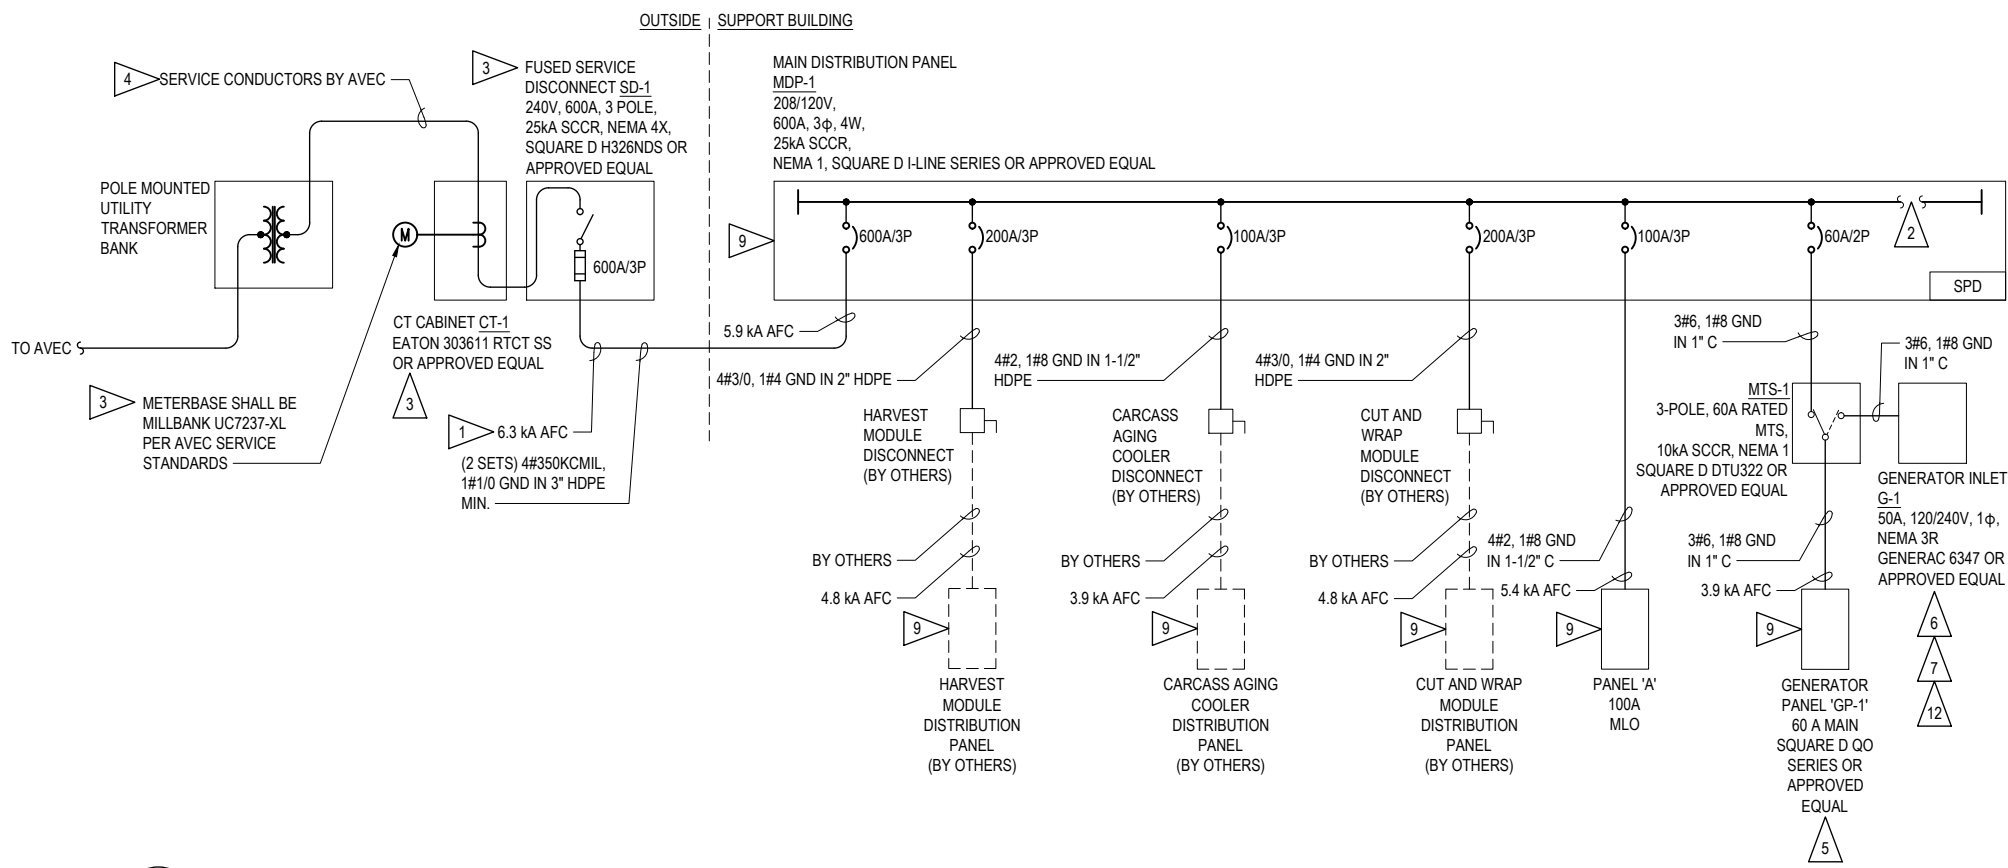 OUTSIDE
SUPPORT BUILDING
4
SERVICE CONDUCTORS BY AVEC
3
FUSED SERVICE
DISCONNECT SD-1
240V, 600A, 3 POLE,
25kA SCCR, NEMA 4X,
SQUARE D H326NDS OR
APPROVED EQUAL
MAIN DISTRIBUTION PANEL
MDP-1
208/120V,
600A, 3ϕ, 4W,
25kA SCCR,
NEMA 1, SQUARE D I-LINE SERIES OR APPROVED EQUAL
POLE MOUNTED
UTILITY
TRANSFORMER
BANK
M
600A/3P
9
600A/3P
200A/3P
100A/3P
200A/3P
100A/3P
60A/2P
2
SPD
TO AVEC
CT CABINET CT-1
EATON 303611 RTCT SS
OR APPROVED EQUAL
3
3
METERBASE SHALL BE
MILLBANK UC7237-XL
PER AVEC SERVICE
STANDARDS
1
6.3 kA AFC
(2 SETS) 4#350KCMIL,
1#1/0 GND IN 3" HDPE
MIN.
5.9 kA AFC
4#3/0, 1#4 GND IN 2" HDPE
HARVEST
MODULE
DISCONNECT
(BY OTHERS)
BY OTHERS
4.8 kA AFC
9
HARVEST
MODULE
DISTRIBUTION
PANEL
(BY OTHERS)
4#2, 1#8 GND IN 1-1/2"
HDPE
CARCASS
AGING
COOLER
DISCONNECT
(BY OTHERS)
BY OTHERS
3.9 kA AFC
9
CARCASS AGING
COOLER
DISTRIBUTION
PANEL
(BY OTHERS)
4#3/0, 1#4 GND IN 2"
HDPE
CUT AND
WRAP
MODULE
DISCONNECT
(BY OTHERS)
BY OTHERS
4.8 kA AFC
9
CUT AND WRAP
MODULE
DISTRIBUTION
PANEL
(BY OTHERS)
4#2, 1#8 GND
IN 1-1/2" C
5.4 kA AFC
9
PANEL 'A'
100A
MLO
3#6, 1#8 GND
IN 1" C
MTS-1
3-POLE, 60A RATED
MTS,
10kA SCCR, NEMA 1
SQUARE D DTU322 OR
APPROVED EQUAL
3#6, 1#8 GND
IN 1" C
3.9 kA AFC
9
GENERATOR
PANEL 'GP-1'
60 A MAIN
SQUARE D QO
SERIES OR
APPROVED
EQUAL
5
3#6, 1#8 GND
IN 1" C
GENERATOR INLET
G-1
50A, 120/240V, 1ϕ,
NEMA 3R
GENERAC 6347 OR
APPROVED EQUAL
6
7
12